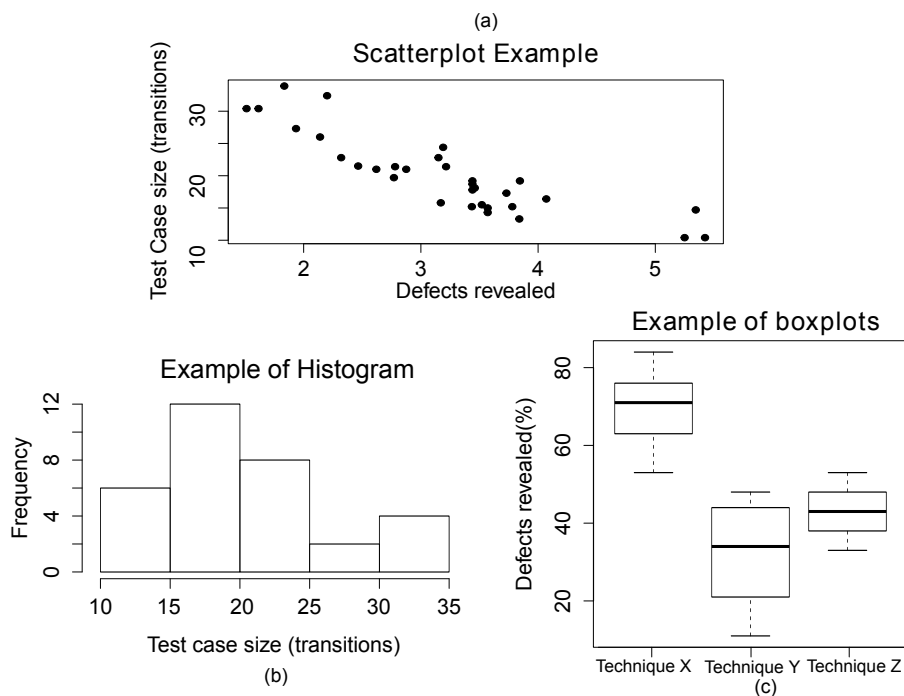 (a)
Scatterplot Example
Test Case size (transitions)
30
20
10
2 3 4 5
Defects revealed
Example of Histogram
Frequency
12
8
4
0
10 15 20 25 30 35
Test case size (transitions)
(b)
Example of boxplots
Defects revealed(%)
80
60
40
20
Technique X Technique Y Technique Z
(c)